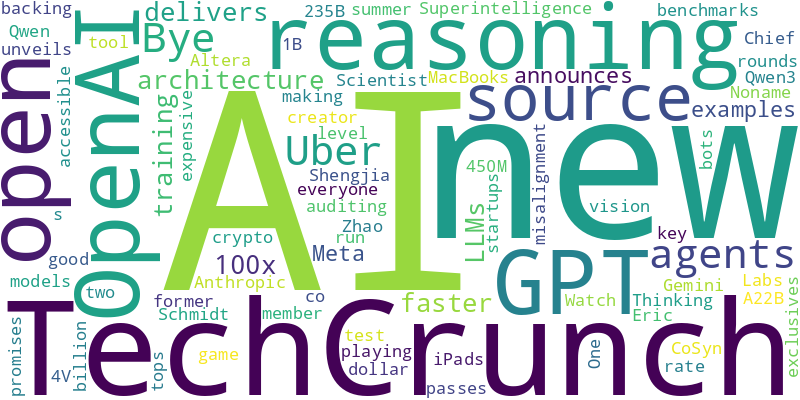 backing
delivers
235B
summer
Superintelligence
Qwen
unveils
tool
OpenAI
Bye
reasoning
benchmarks
Chief
1B
Altera
rounds
open
accessible
architecture
Scientist
MacBooks
announces
Qwen3
making
source
Noname
training
expensive
creator
level
examples
AI
new
Uber
misalignment
bots
Shengjia
450M
everyone
auditing
LLMs
startups
vision
s
crypto
Zhao
run
key
good
100x
Meta
GPT
agents
models
two
Anthropic
Gemini
Labs
former
co
faster
Watch
Thinking
A22B
exclusives
TechCrunch
Schmidt
member
Eric
promises
billion
test
One
game
playing
CoSyn
4V
tops
dollar
iPads
rate
passes